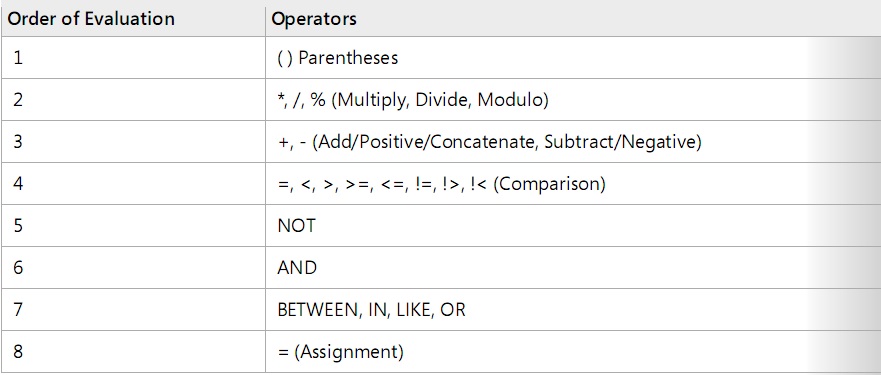 Order of Evaluation Operators
1 ( ) Parentheses
2 *, /, % (Multiply, Divide, Modulo)
3 +, - (Add/Positive/Concatenate, Subtract/Negative)
4 =, <, >, >=, <=, !=, !>, !< (Comparison)
5 NOT
6 AND
7 BETWEEN, IN, LIKE, OR
8 = (Assignment)